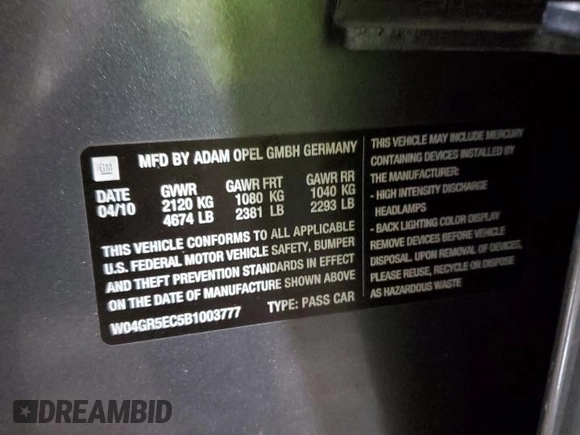 GM
MFD BY ADAM OPEL GMBH GERMANY
DATE GVWR GAWR FRT GAWR RR
04/10 2120 KG 1080 KG 1040 KG
4674 LB 2381 LB 2293 LB
THIS VEHICLE CONFORMS TO ALL APPLICABLE
U.S. FEDERAL MOTOR VEHICLE SAFETY, BUMPER
AND THEFT PREVENTION STANDARDS IN EFFECT
ON THE DATE OF MANUFACTURE SHOWN ABOVE
W04GR5EC5B1003777 TYPE: PASS CAR
THIS VEHICLE MAY INCLUDE MERCURY
CONTAINING DEVICES INSTALLED BY
THE MANUFACTURER:
- HIGH INTENSITY DISCHARGE
HEADLAMPS
- BACK LIGHTING COLOR DISPLAY
REMOVE DEVICES BEFORE VEHICLE
DISPOSAL. UPON REMOVAL OF DEVICES,
PLEASE REUSE, RECYCLE OR DISPOSE
AS HAZARDOUS WASTE
DREAMBID